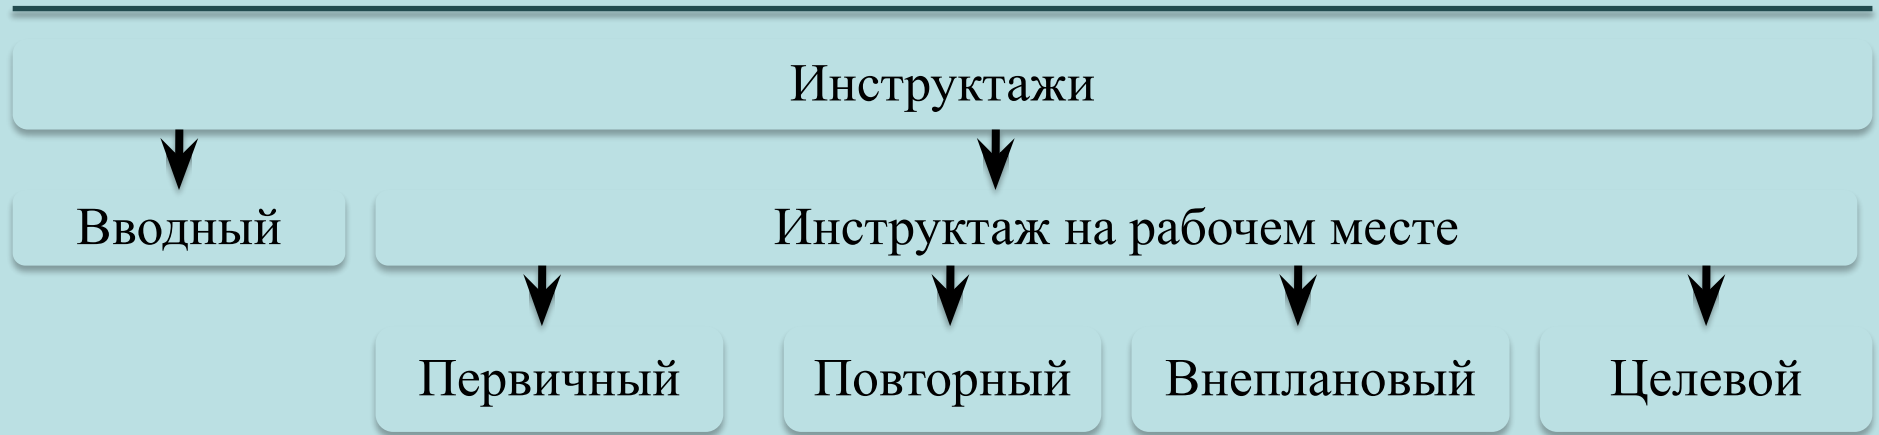 Инструктажи
Вводный
Инструктаж на рабочем месте
Первичный
Повторный
Внеплановый
Целевой